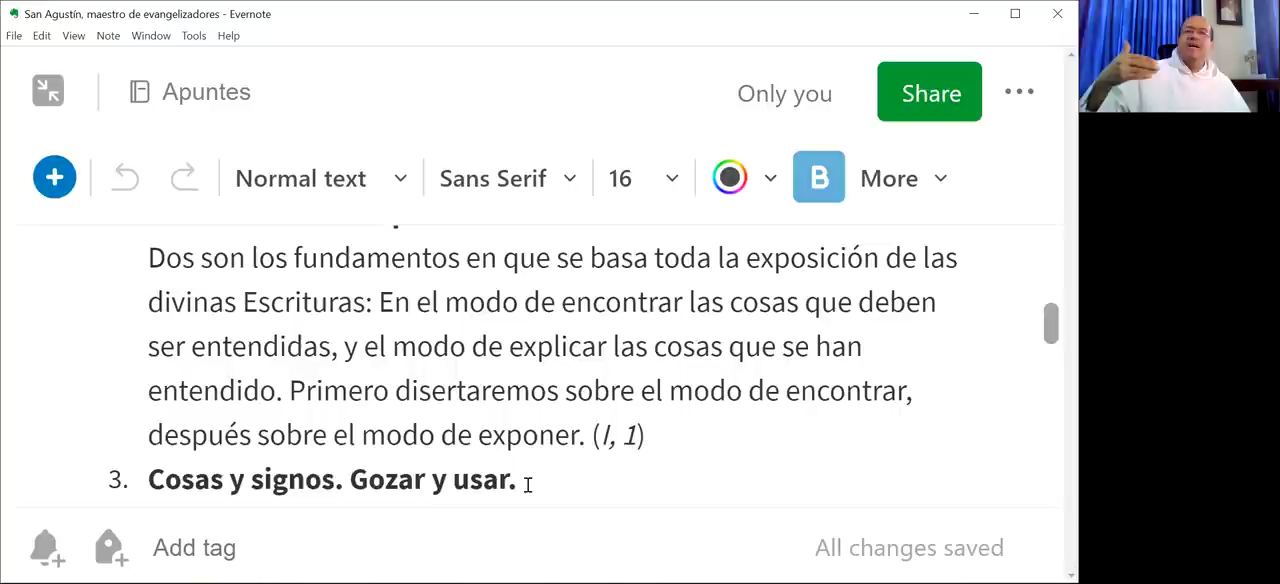 San Agustín, maestro de evangelizadores - Evernote
File Edit View Note Window Tools Help
Apuntes
Only you
Share
Normal text
Sans Serif
16
B
More
Dos son los fundamentos en que se basa toda la exposición de las
divinas Escrituras: En el modo de encontrar las cosas que deben
ser entendidas, y el modo de explicar las cosas que se han
entendido. Primero disertaremos sobre el modo de encontrar,
después sobre el modo de exponer. (I, 1)
3. Cosas y signos. Gozar y usar.
Add tag
All changes saved